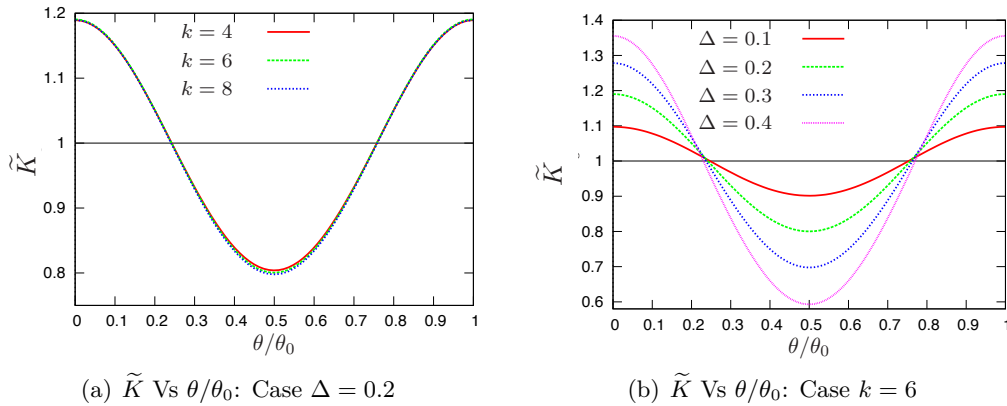 1.2
1.1
1
0.9
0.8
K̃
k = 4
k = 6
k = 8
0 0.1 0.2 0.3 0.4 0.5 0.6 0.7 0.8 0.9 1
θ/θ₀
(a) K̃ Vs θ/θ₀: Case Δ = 0.2
1.4
1.3
1.2
1.1
1
0.9
0.8
0.7
0.6
K̃
Δ = 0.1
Δ = 0.2
Δ = 0.3
Δ = 0.4
0 0.1 0.2 0.3 0.4 0.5 0.6 0.7 0.8 0.9 1
θ/θ₀
(b) K̃ Vs θ/θ₀: Case k = 6